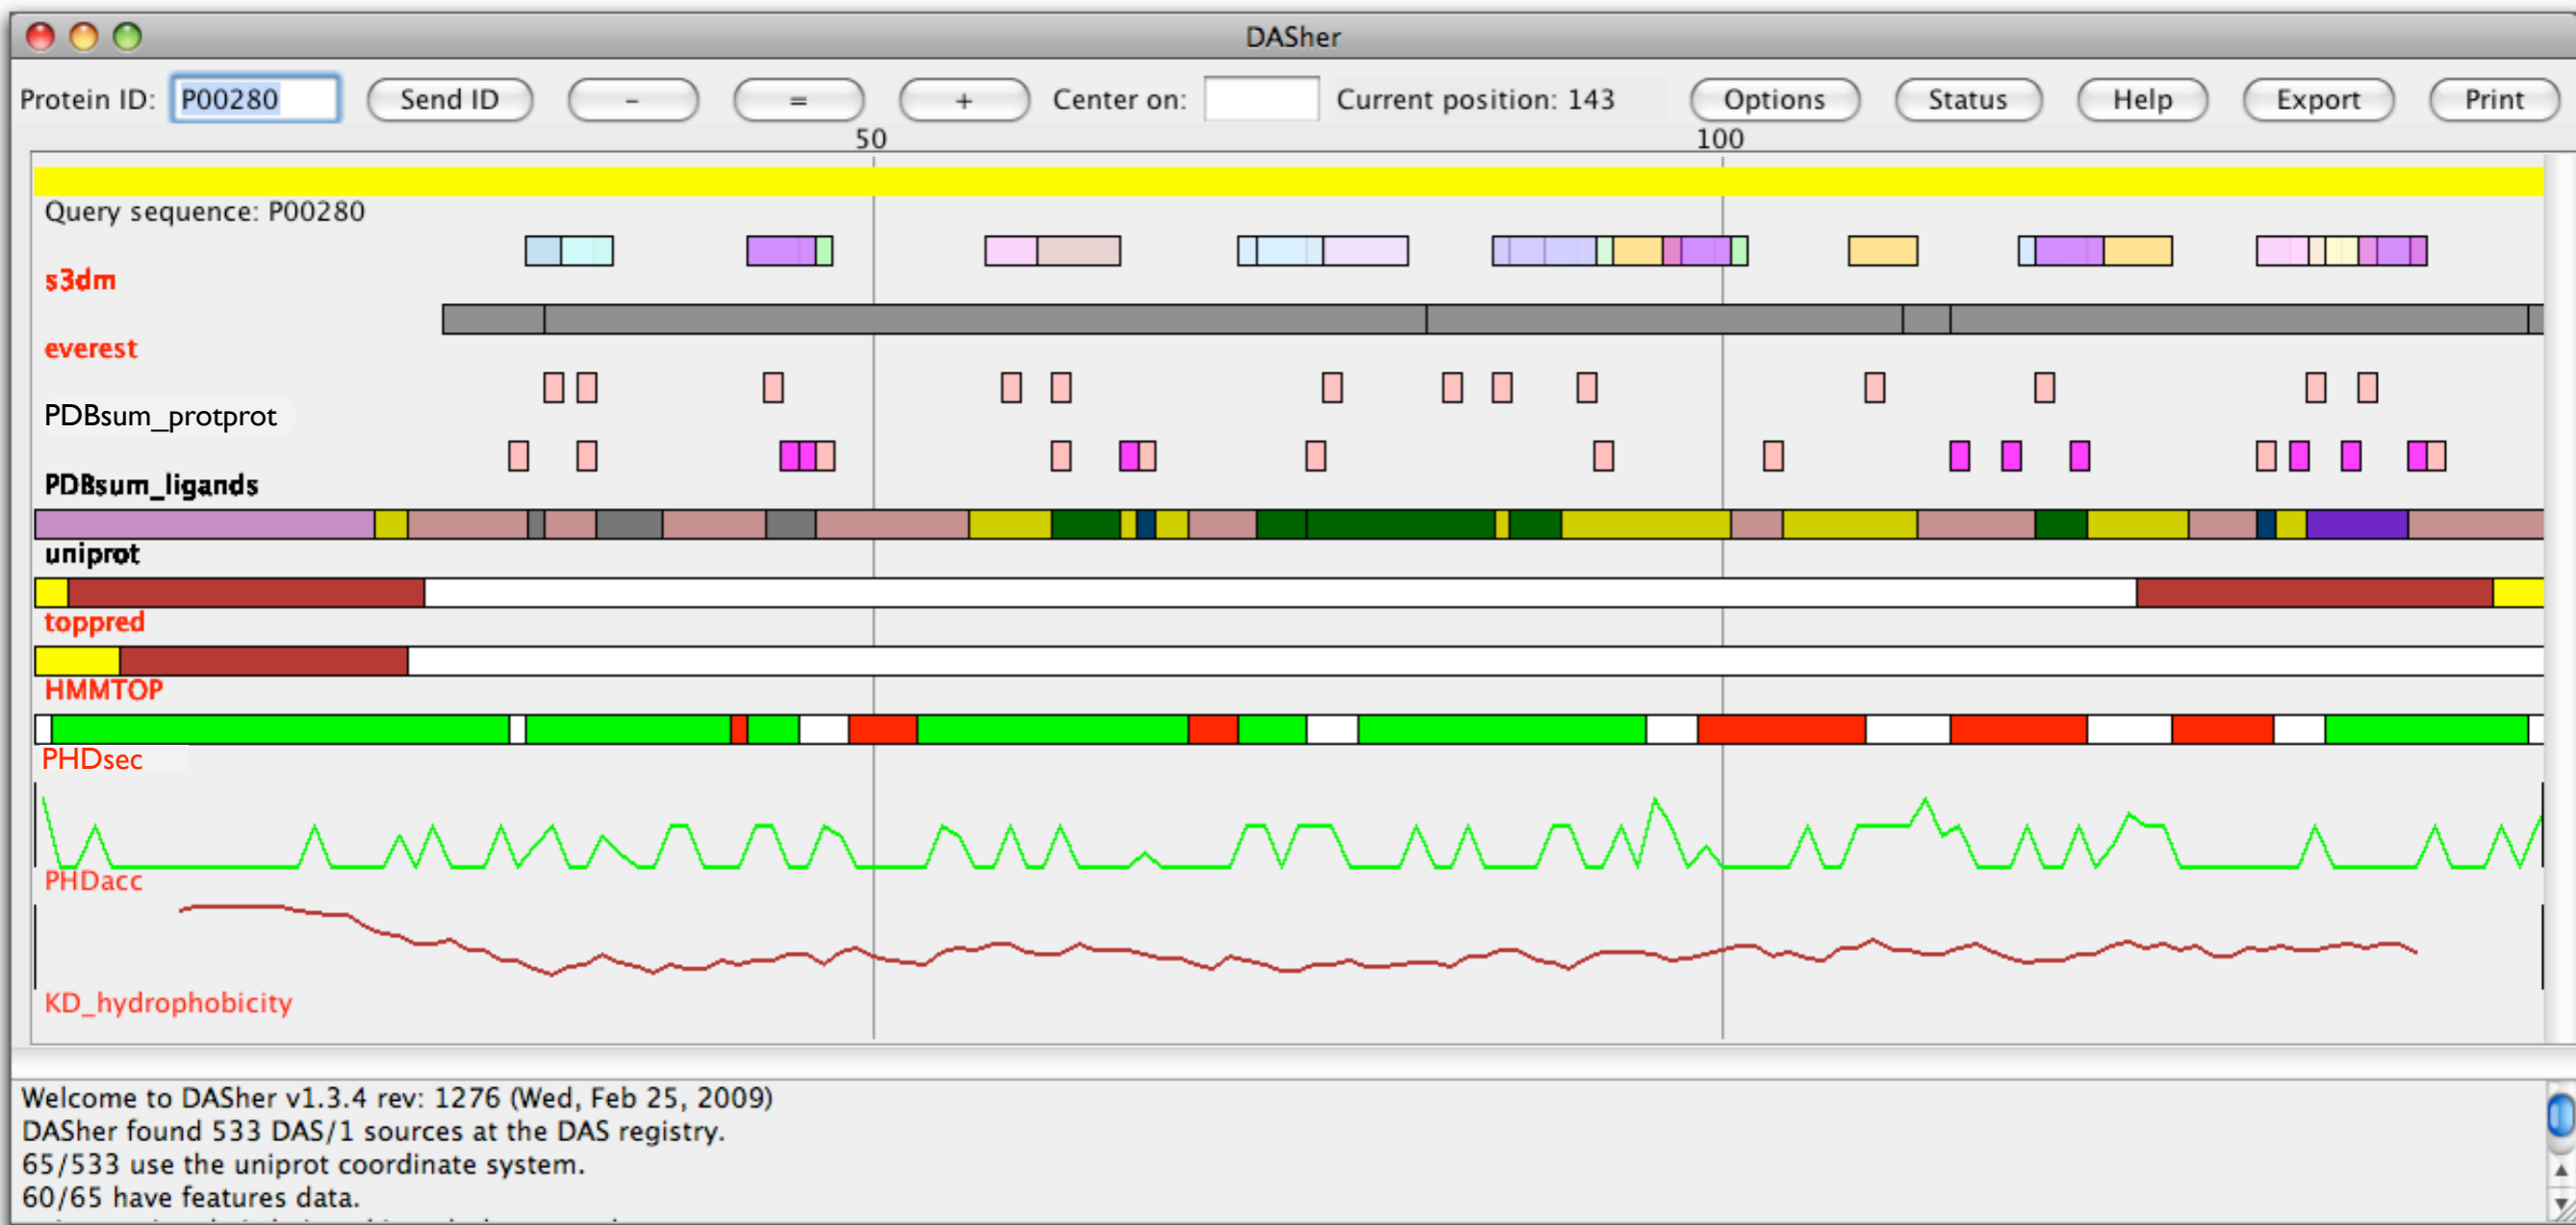 DASher
Protein ID: P00280 Send ID - = + Center on: Current position: 143 Options Status Help Export Print
50 100
Query sequence: P00280
s3dm
everest
PDBsum_protprot
PDBsum_ligands
uniprot
toppred
HMMTOP
PHDsec
PHDacc
KD_hydrophobicity
Welcome to DASher v1.3.4 rev: 1276 (Wed, Feb 25, 2009)
DASher found 533 DAS/1 sources at the DAS registry.
65/533 use the uniprot coordinate system.
60/65 have features data.